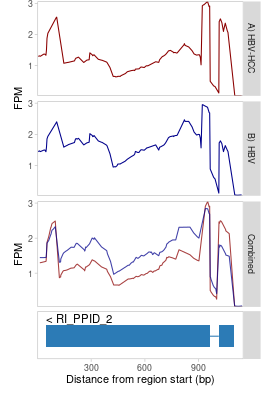 3
2
1
FPM
A) HBV-HCC
3
2
1
B) HBV
3
2
1
FPM
Combined
< RI_PPID_2
300
600
900
Distance from region start (bp)